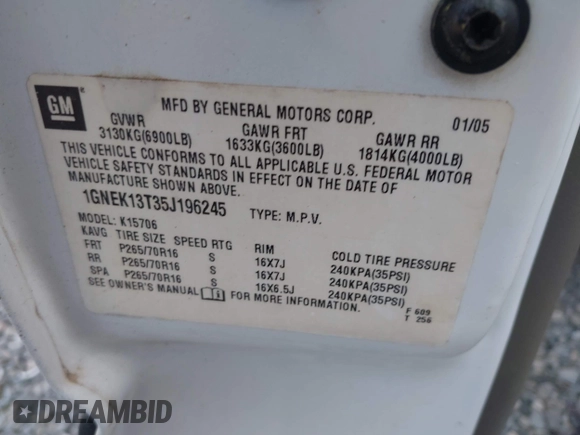 GM
MFD BY GENERAL MOTORS CORP. 01/05
GVWR GAWR FRT GAWR RR
3130KG(6900LB) 1633KG(3600LB) 1814KG(4000LB)
THIS VEHICLE CONFORMS TO ALL APPLICABLE U.S. FEDERAL MOTOR
VEHICLE SAFETY STANDARDS IN EFFECT ON THE DATE OF
MANUFACTURE SHOWN ABOVE.
1GNEK13T35J196245 TYPE: M.P.V.
MODEL: K15706
KAVG TIRE SIZE SPEED RTG RIM COLD TIRE PRESSURE
FRT P265/70R16 S 16X7J 240KPA(35PSI)
RR P265/70R16 S 16X7J 240KPA(35PSI)
SPA P265/70R16 S 16X6.5J 240KPA(35PSI)
SEE OWNER'S MANUAL FOR MORE INFORMATION.
F 609
T 256
DREAMBID